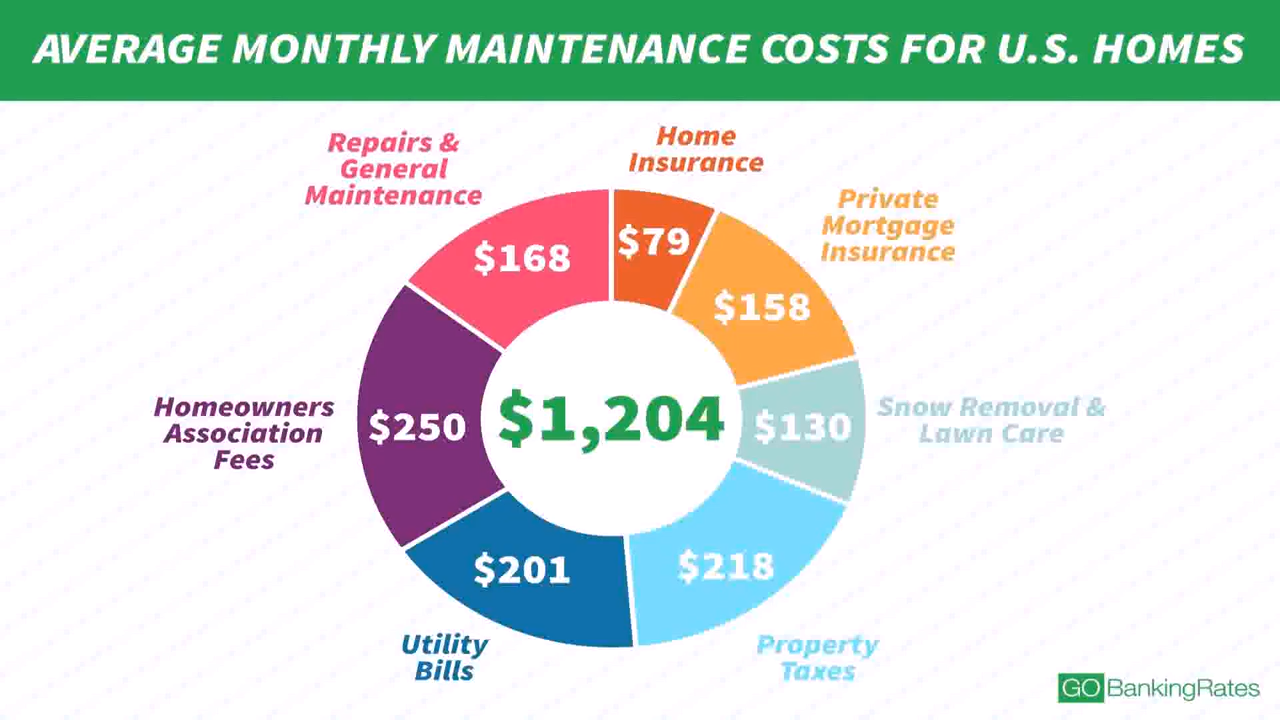 AVERAGE MONTHLY MAINTENANCE COSTS FOR U.S. HOMES
Repairs &
General
Maintenance
$168
Home
Insurance
$79
Private
Mortgage
Insurance
$158
Snow Removal &
Lawn Care
$130
Property
Taxes
$218
Utility
Bills
$201
Homeowners
Association
Fees
$250
$1,204
GOBankingRates